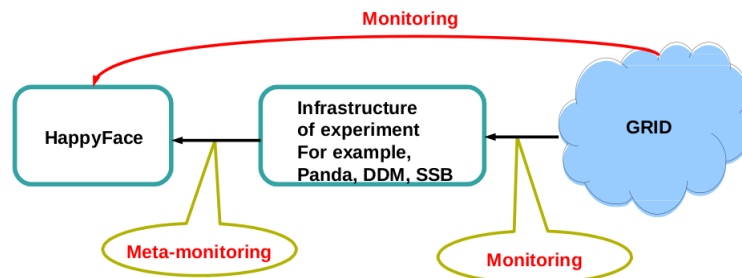 Monitoring
HappyFace
Infrastructure
of experiment
For example,
Panda, DDM, SSB
GRID
Meta-monitoring
Monitoring